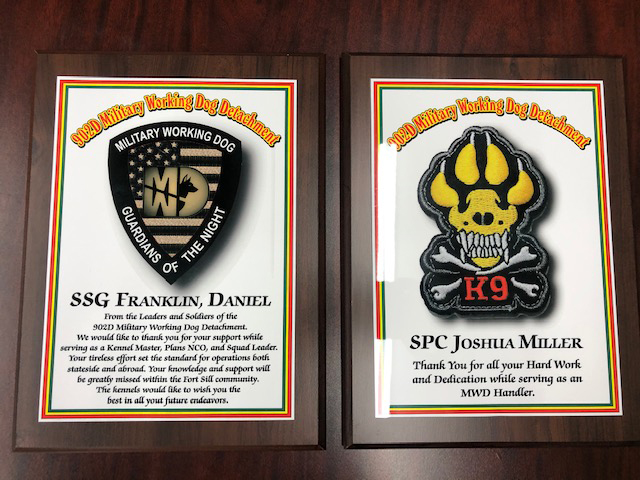 902D Military Working Dog Detachment
MILITARY WORKING DOG
MWD
GUARDIANS OF THE NIGHT
SSG FRANKLIN, DANIEL
From the Leaders and Soldiers of the
902D Military Working Dog Detachment.
We would like to thank you for your support while
serving as a Kennel Master, Plans NCO, and Squad Leader.
Your tireless effort set the standard for operations both
stateside and abroad. Your knowledge and support will
be greatly missed within the Fort Sill community.
The kennels would like to wish you the
best in all yout future endeavors.
902D Military Working Dog Detachment
K9
SPC JOSHUA MILLER
Thank You for all your Hard Work
and Dedication while serving as an
MWD Handler.